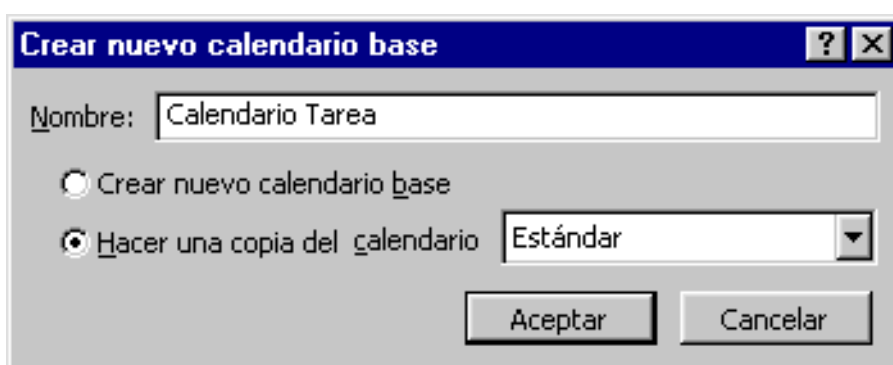 Crear nuevo calendario base
Nombre: Calendario Tarea
Crear nuevo calendario base
Hacer una copia del calendario Estándar
Aceptar Cancelar